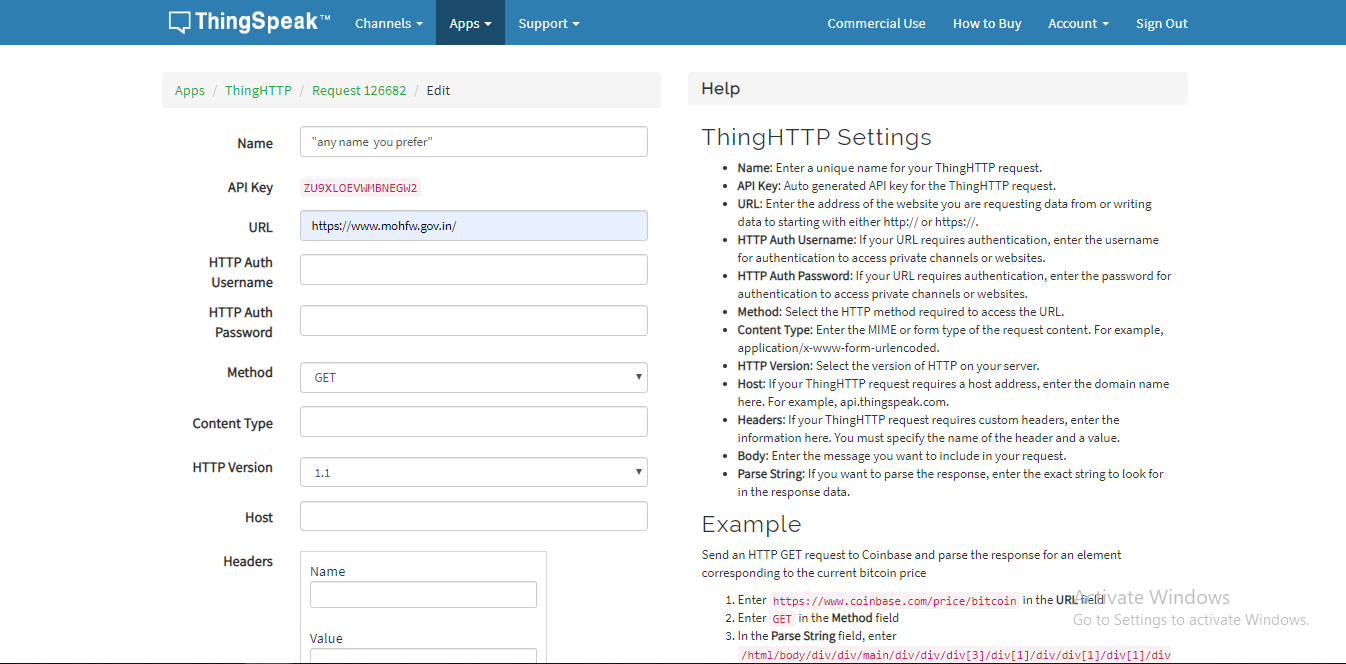 ThingSpeak™ Channels Apps Support Commercial Use How to Buy Account Sign Out
Apps / ThingHTTP / Request 126682 / Edit
Name "any name you prefer"
API Key ZU9XLOEVWMBNEGW2
URL https://www.mohfw.gov.in/
HTTP Auth
Username
HTTP Auth
Password
Method GET
Content Type
HTTP Version 1.1
Host
Headers
Name
Value
Help
ThingHTTP Settings
• Name: Enter a unique name for your ThingHTTP request.
• API Key: Auto generated API key for the ThingHTTP request.
• URL: Enter the address of the website you are requesting data from or writing
data to starting with either http:// or https://.
• HTTP Auth Username: If your URL requires authentication, enter the username
for authentication to access private channels or websites.
• HTTP Auth Password: If your URL requires authentication, enter the password for
authentication to access private channels or websites.
• Method: Select the HTTP method required to access the URL.
• Content Type: Enter the MIME or form type of the request content. For example,
application/x-www-form-urlencoded.
• HTTP Version: Select the version of HTTP on your server.
• Host: If your ThingHTTP request requires a host address, enter the domain name
here. For example, api.thingspeak.com.
• Headers: If your ThingHTTP request requires custom headers, enter the
information here. You must specify the name of the header and a value.
• Body: Enter the message you want to include in your request.
• Parse String: If you want to parse the response, enter the exact string to look for
in the response data.
Example
Send an HTTP GET request to Coinbase and parse the response for an element
corresponding to the current bitcoin price
1. Enter https://www.coinbase.com/price/bitcoin in the URL field
2. Enter GET in the Method field
3. In the Parse String field, enter
/html/body/div/div/main/div/div/div[3]/div[1]/div/div[1]/div[1]/div
Activate Windows
Go to Settings to activate Windows.